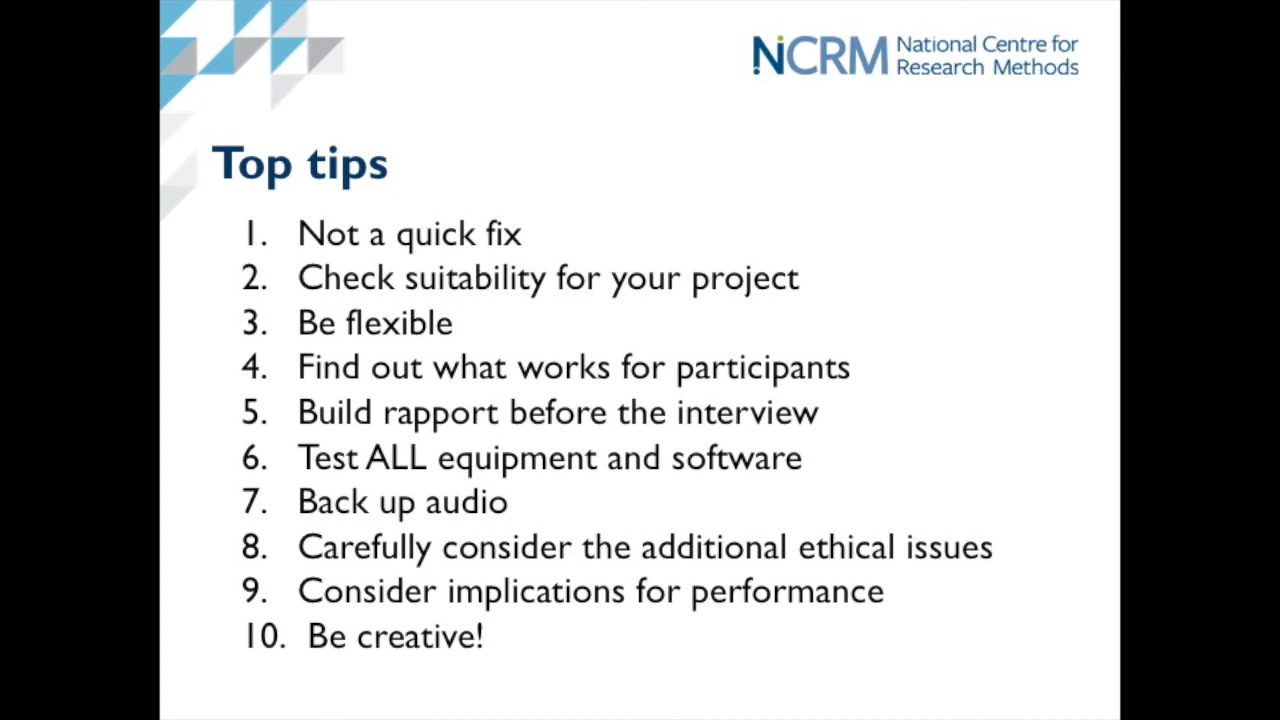 NCRM National Centre for
Research Methods
Top tips
1. Not a quick fix
2. Check suitability for your project
3. Be flexible
4. Find out what works for participants
5. Build rapport before the interview
6. Test ALL equipment and software
7. Back up audio
8. Carefully consider the additional ethical issues
9. Consider implications for performance
10. Be creative!